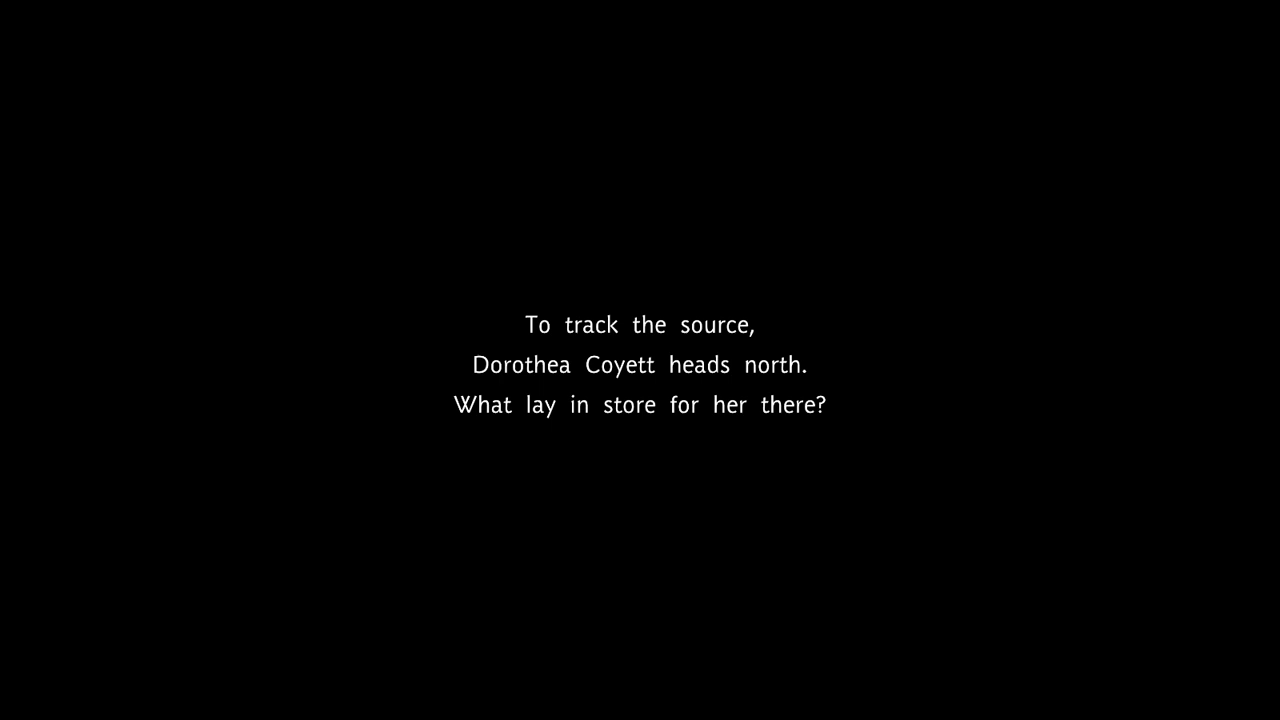 To track the source,
Dorothea Coyett heads north.
What lay in store for her there?